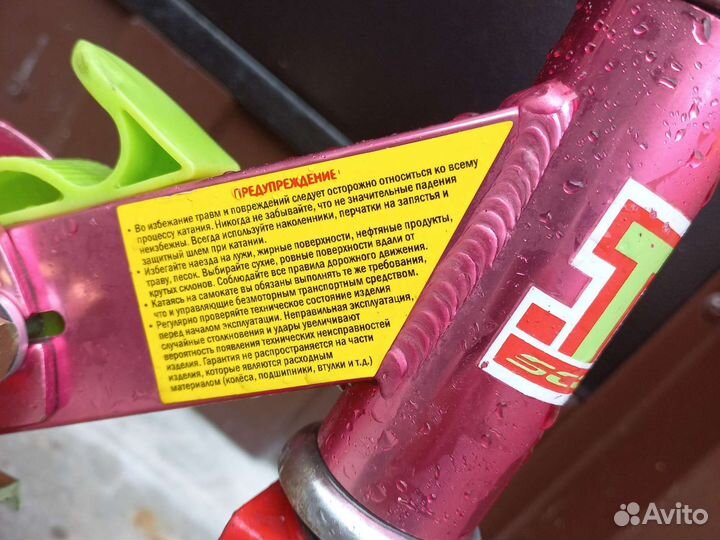 ПРЕДУПРЕЖДЕНИЕ
• Во избежание травм и повреждений следует осторожно относиться ко всему
процессу катания. Никогда не забывайте, что не значительные падения
неизбежны. Всегда используйте наколенники, перчатки на запястья и
защитный шлем при катании.
• Избегайте наезда на лужи, жирные поверхности, нефтяные продукты,
траву, песок. Выбирайте сухие, ровные поверхности вдали от
крутых склонов. Соблюдайте все правила дорожного движения.
• Катаясь на самокате вы обязаны выполнять те же требования,
что и управляющие безмоторным транспортным средством.
• Регулярно проверяйте техническое состояние изделия
перед началом эксплуатации. Неправильная эксплуатация,
случайные столкновения и удары увеличивают
вероятность появления технических неисправностей
изделия. Гарантия не распространяется на части
изделия, которые являются расходным
материалом (колёса, подшипники, втулки и т.д.)
Avito